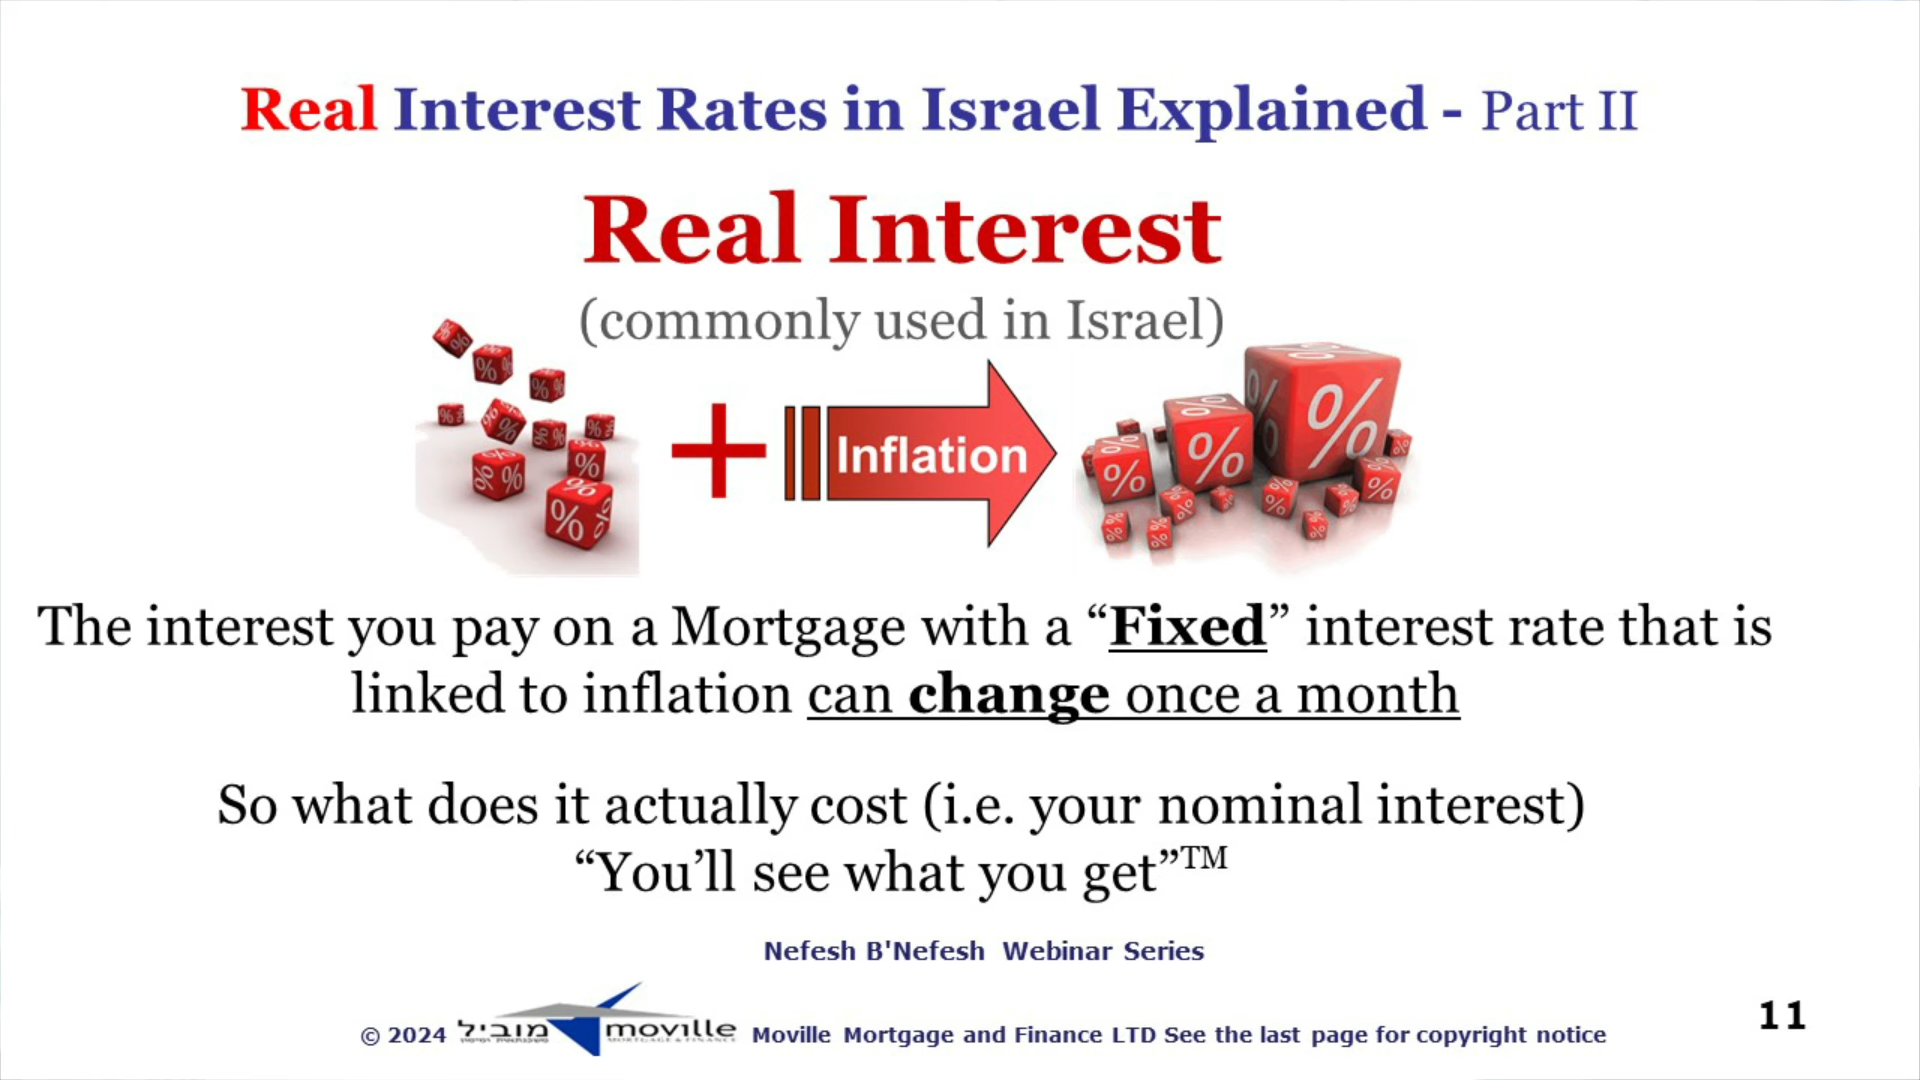 Real Interest Rates in Israel Explained - Part II
Real Interest
(commonly used in Israel)
% % % % % % % % % %
+ Inflation
The interest you pay on a Mortgage with a “Fixed” interest rate that is
linked to inflation can change once a month
So what does it actually cost (i.e. your nominal interest)
“You’ll see what you get”™
Nefesh B'Nefesh Webinar Series
© 2024 מוביל moville Moville Mortgage and Finance LTD See the last page for copyright notice
MORTGAGE & FINANCE
11